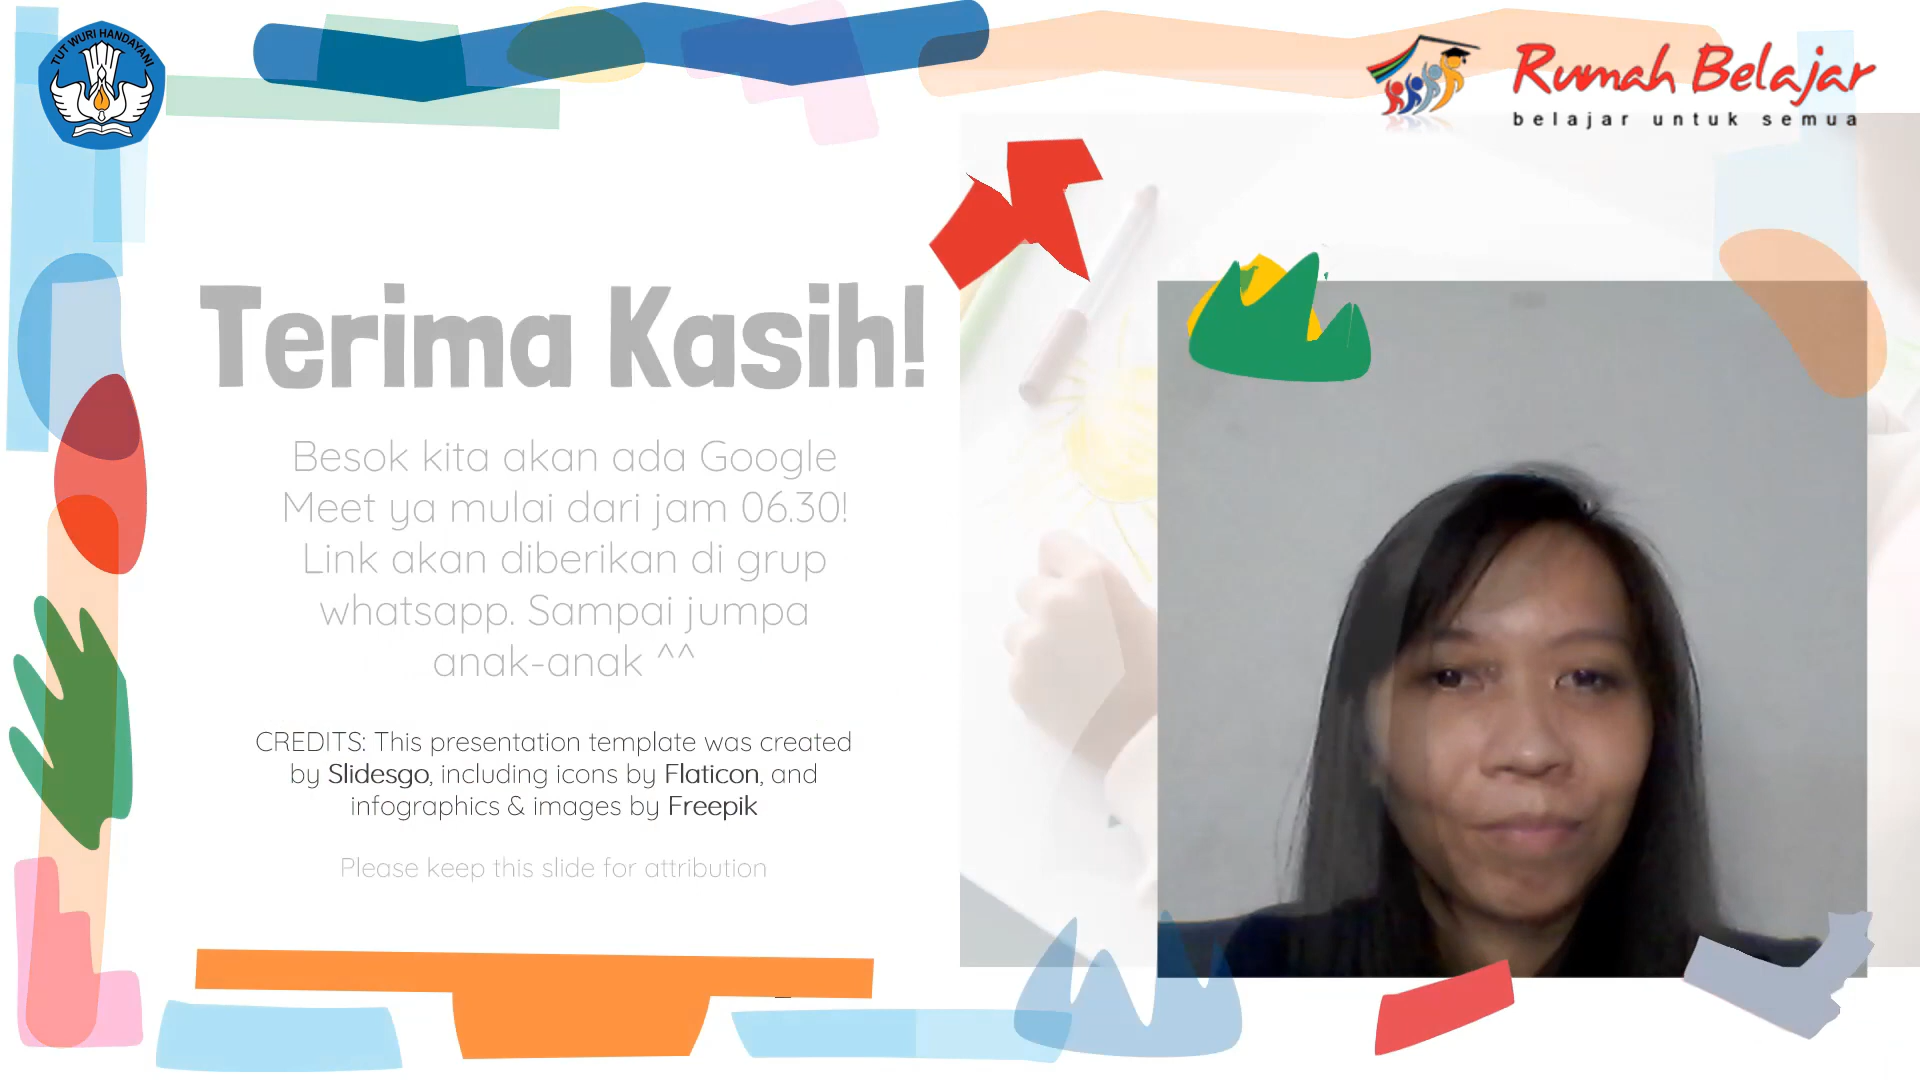 TUT WURI HANDAYANI
Rumah Belajar
belajar untuk semua
Terima Kasih!
Besok kita akan ada Google
Meet ya mulai dari jam 06.30!
Link akan diberikan di grup
whatsapp. Sampai jumpa
anak-anak ^^
CREDITS: This presentation template was created
by Slidesgo, including icons by Flaticon, and
infographics & images by Freepik
Please keep this slide for attribution